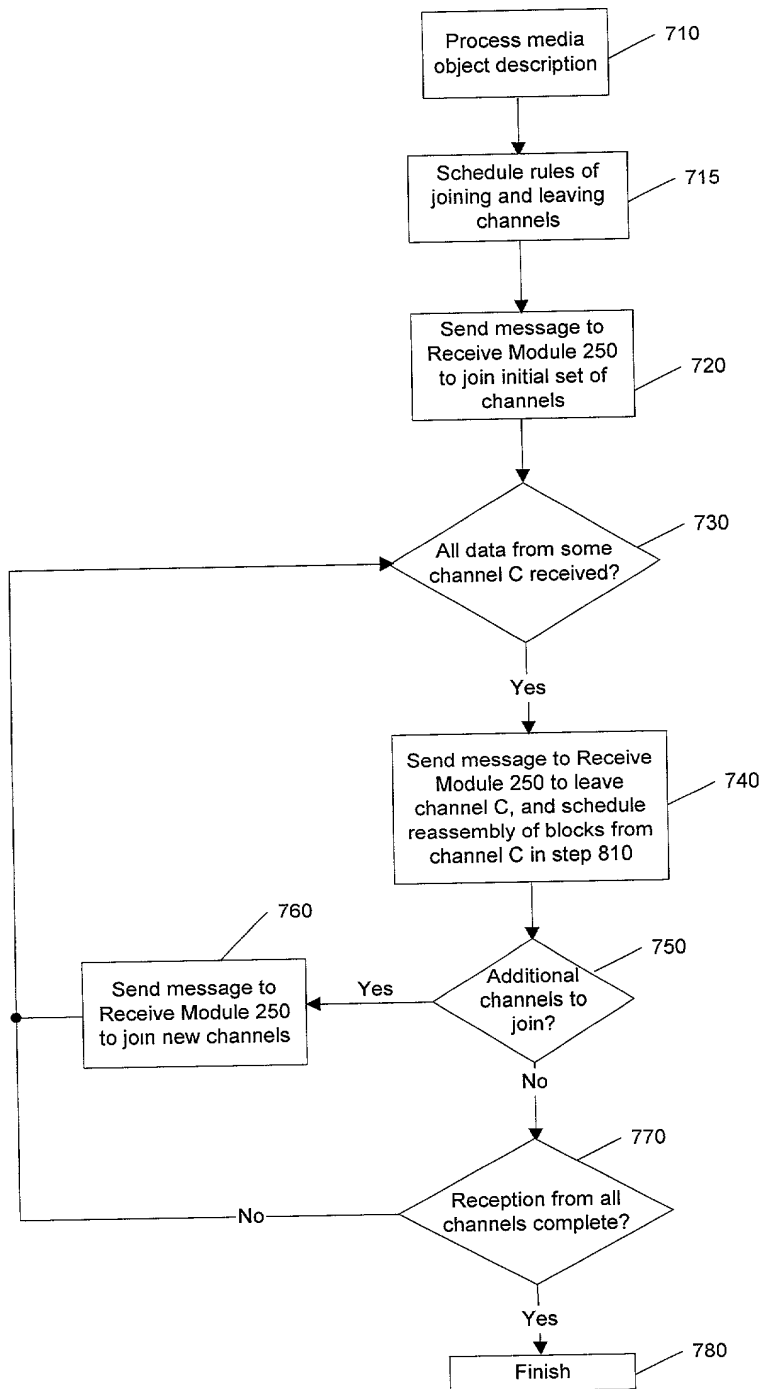 Process media
object description
710
Schedule rules of
joining and leaving
channels
715
Send message to
Receive Module 250
to join initial set of
channels
720
730
All data from some
channel C received?
Yes
Send message to Receive
Module 250 to leave
channel C, and schedule
reassembly of blocks from
channel C in step 810
740
760
Send message to
Receive Module 250
to join new channels
Yes
750
Additional
channels to
join?
No
770
Reception from all
channels complete?
No
Yes
780
Finish